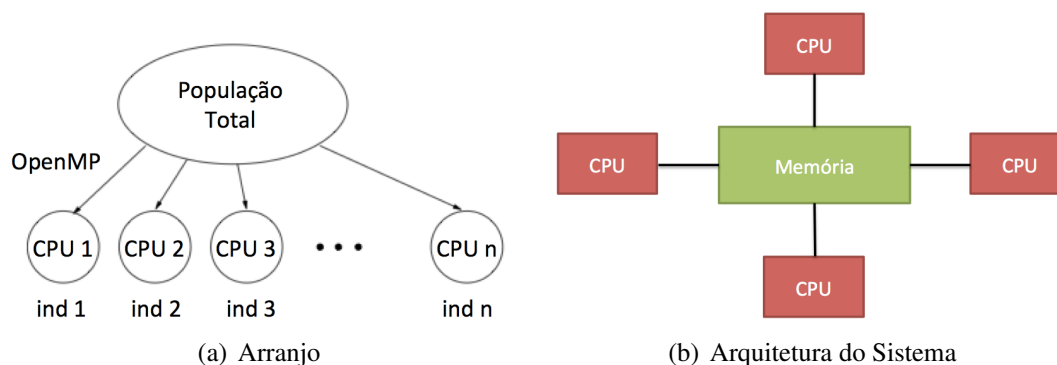 População
Total
OpenMP
CPU 1
CPU 2
CPU 3
• • •
CPU n
ind 1
ind 2
ind 3
ind n
(a) Arranjo
CPU
CPU
Memória
CPU
CPU
(b) Arquitetura do Sistema